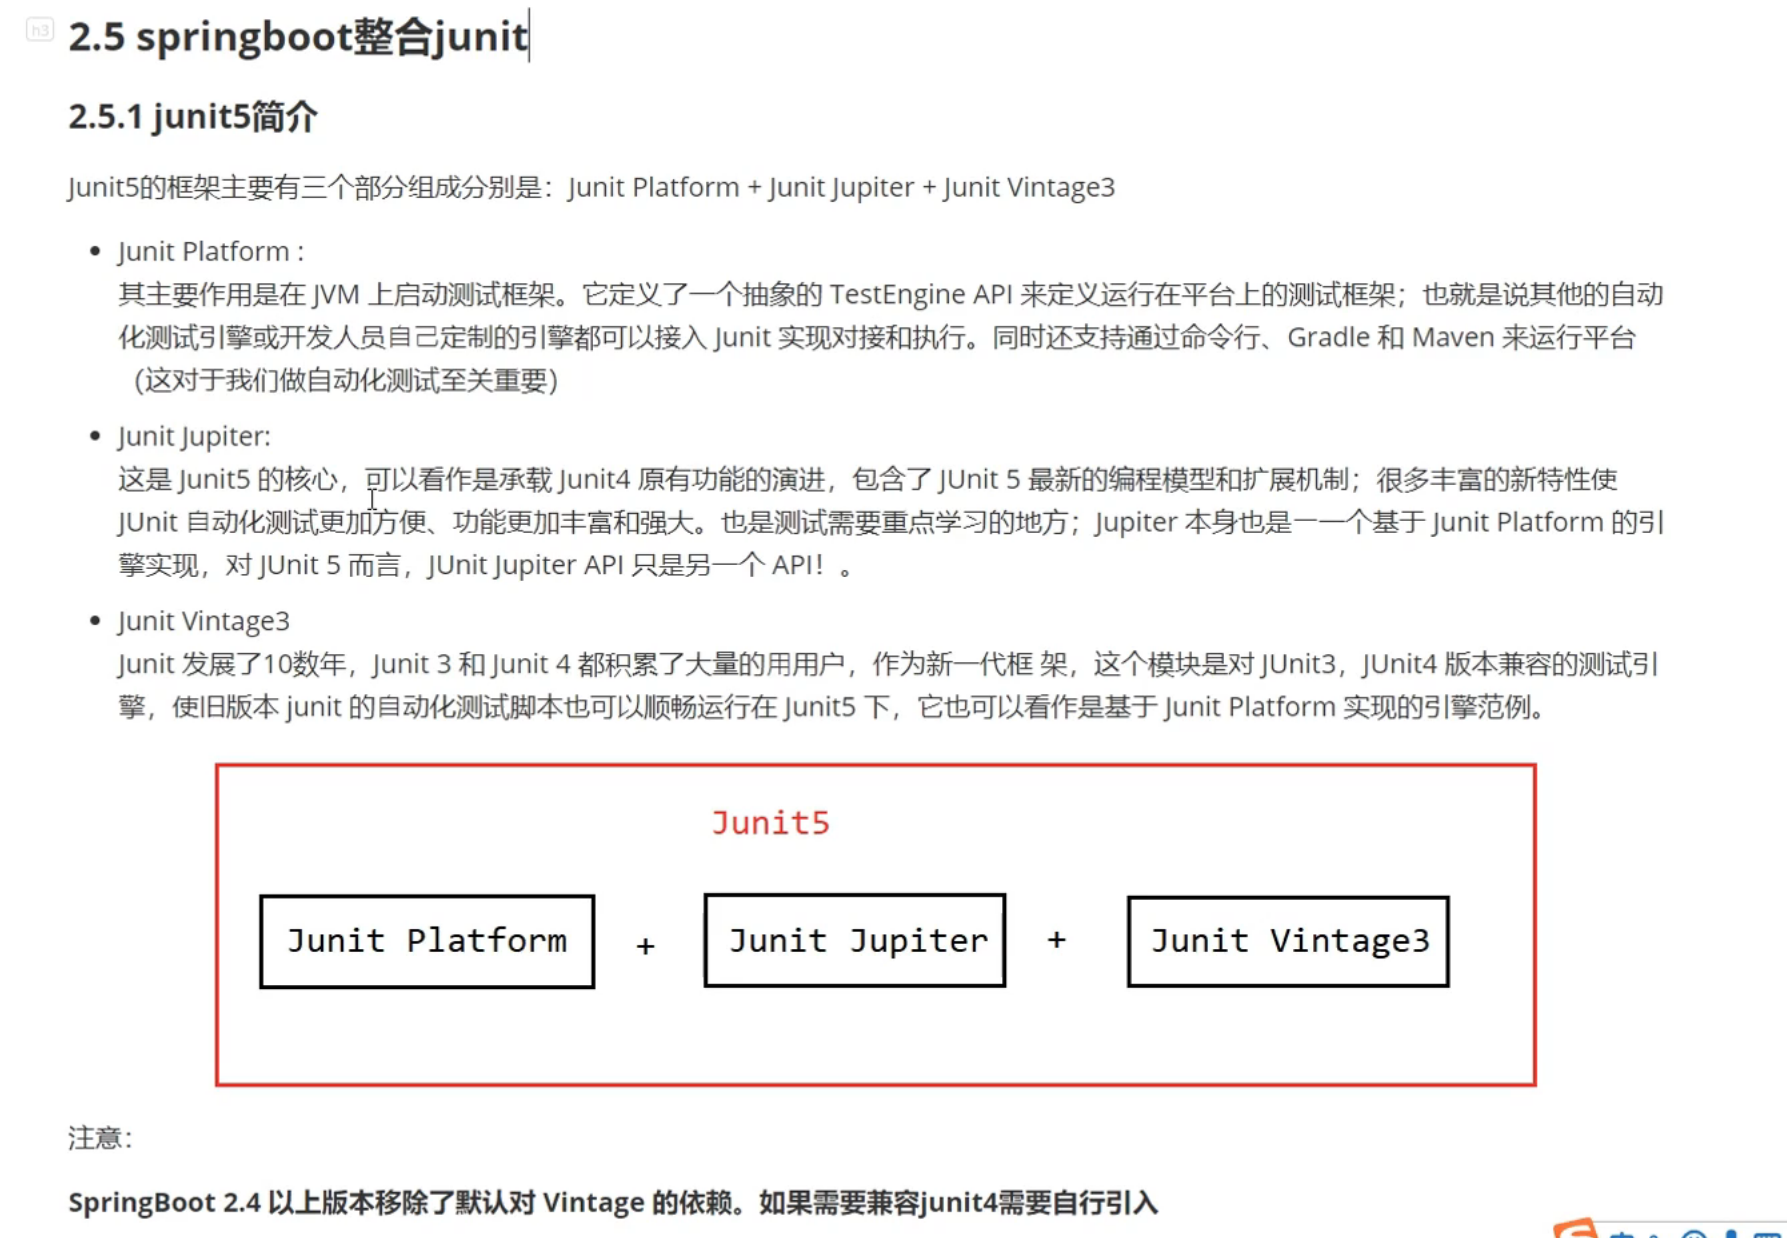 h3
2.5 springboot整合junit
2.5.1 junit5简介
Junit5的框架主要有三个部分组成分别是：Junit Platform + Junit Jupiter + Junit Vintage3
Junit Platform :
其主要作用是在 JVM 上启动测试框架。它定义了一个抽象的 TestEngine API 来定义运行在平台上的测试框架；也就是说其他的自动
化测试引擎或开发人员自己定制的引擎都可以接入 Junit 实现对接和执行。同时还支持通过命令行、Gradle 和 Maven 来运行平台
（这对于我们做自动化测试至关重要）
Junit Jupiter:
这是 Junit5 的核心，可以看作是承载 Junit4 原有功能的演进，包含了 JUnit 5 最新的编程模型和扩展机制；很多丰富的新特性使
JUnit 自动化测试更加方便、功能更加丰富和强大。也是测试需要重点学习的地方；Jupiter 本身也是一一个基于 Junit Platform 的引
擎实现，对 JUnit 5 而言，JUnit Jupiter API 只是另一个 API！。
Junit Vintage3
Junit 发展了10数年，Junit 3 和 Junit 4 都积累了大量的用用户，作为新一代框 架，这个模块是对 JUnit3，JUnit4 版本兼容的测试引
擎，使旧版本 junit 的自动化测试脚本也可以顺畅运行在 Junit5 下，它也可以看作是基于 Junit Platform 实现的引擎范例。
Junit5
Junit Platform + Junit Jupiter + Junit Vintage3
注意：
SpringBoot 2.4 以上版本移除了默认对 Vintage 的依赖。如果需要兼容junit4需要自行引入